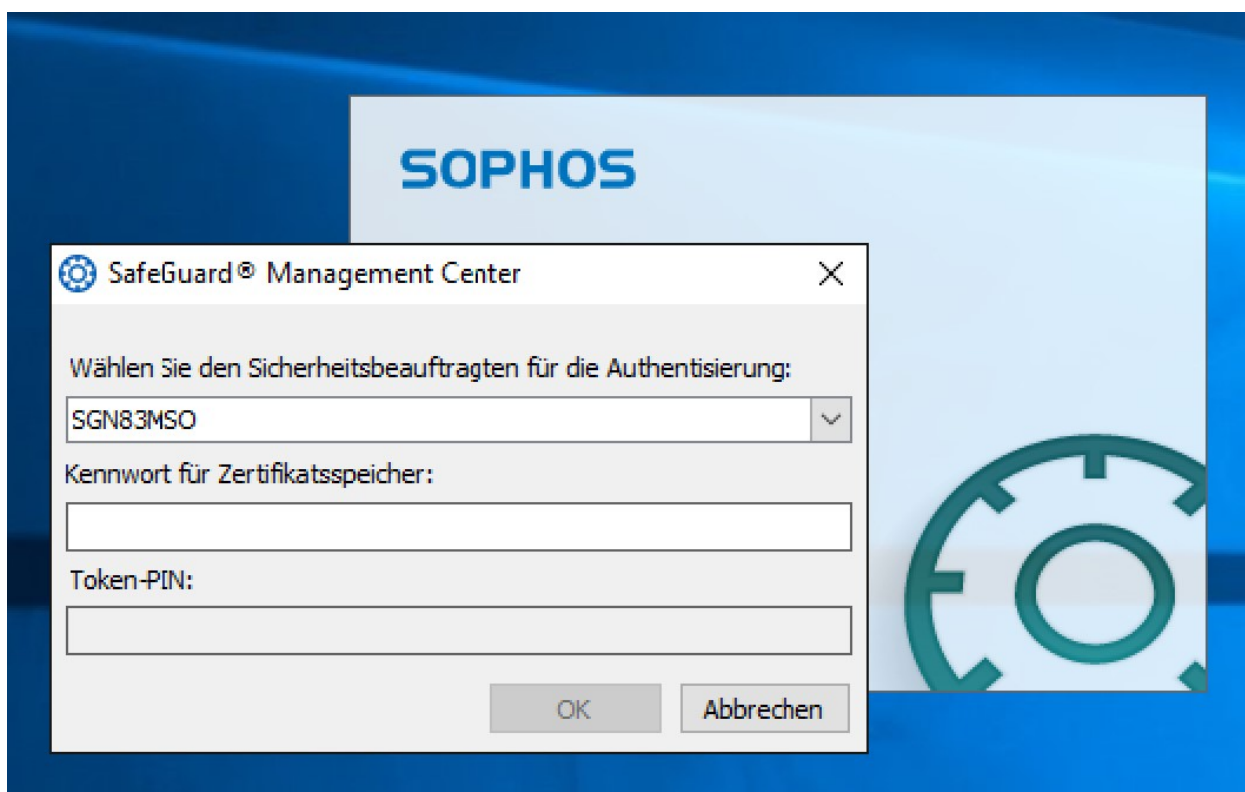 SOPHOS
SafeGuard® Management Center
Wählen Sie den Sicherheitsbeauftragten für die Authentisierung:
SGN83MSO
Kennwort für Zertifikatsspeicher:
Token-PIN:
OK
Abbrechen